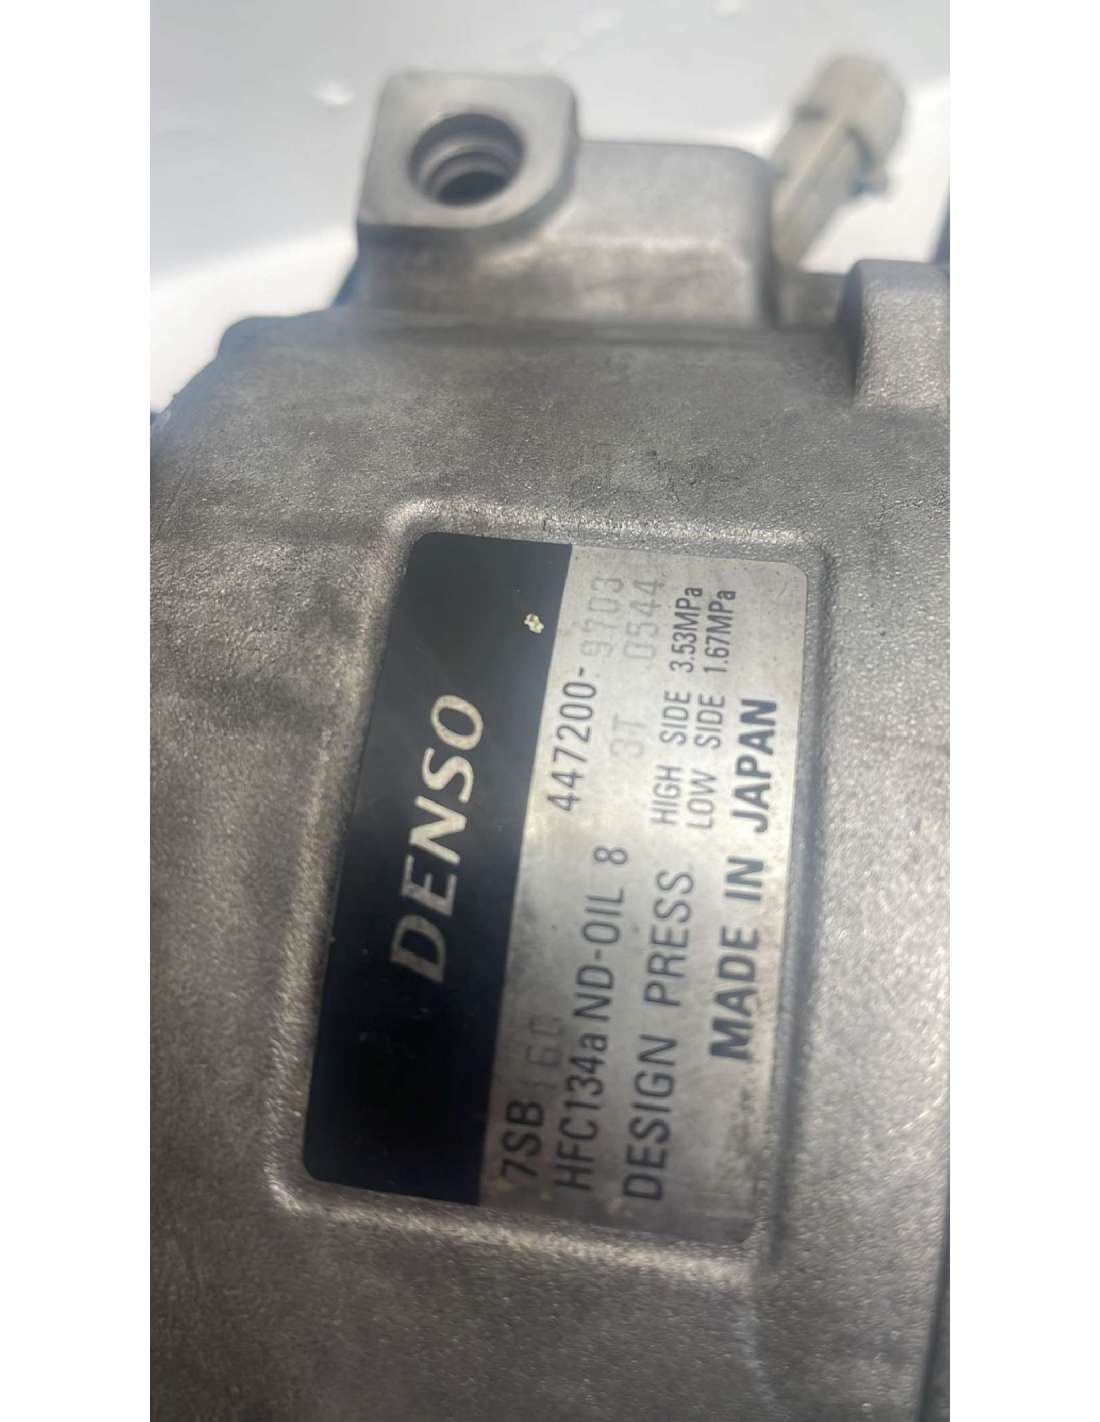 DENSO
7SB16C 447200-9703
HFC134a ND-OIL 8 3T 0544
DESIGN PRESS. HIGH SIDE 3.53MPa
LOW SIDE 1.67MPa
MADE IN JAPAN